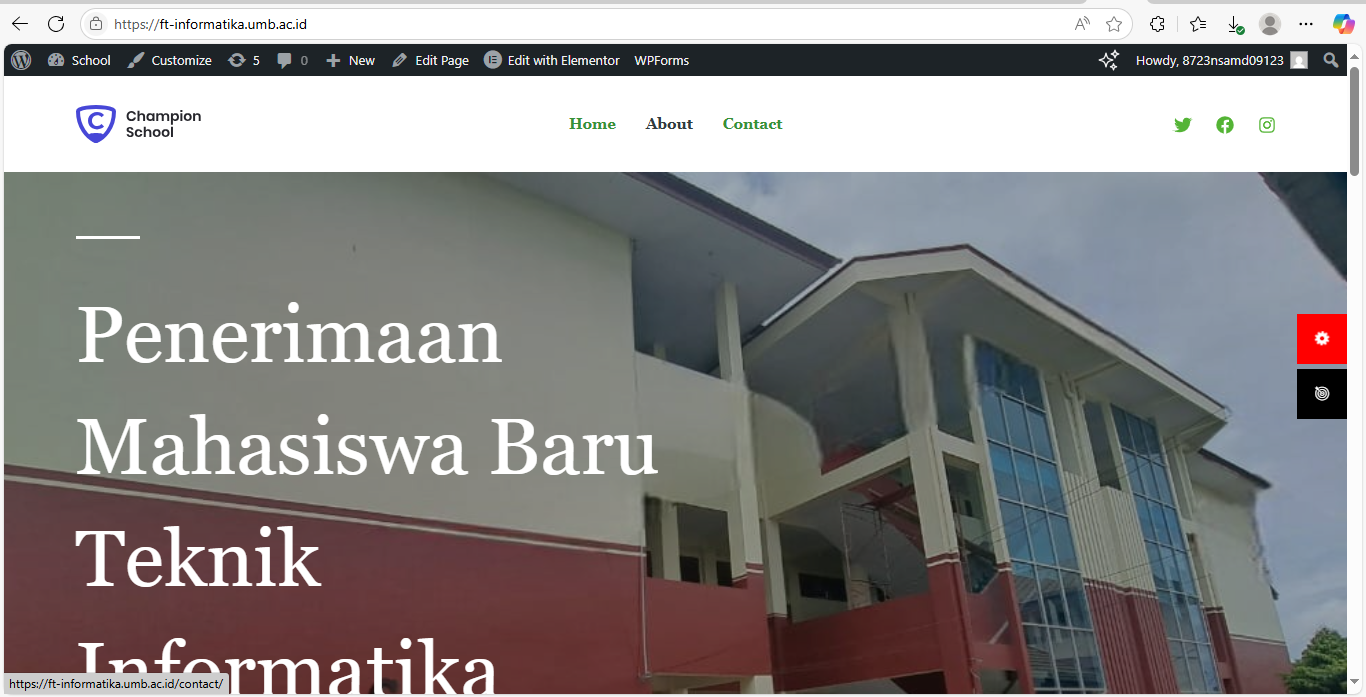 https://ft-informatika.umb.ac.id
School Customize 5 0 New Edit Page Edit with Elementor WPForms Howdy, 8723nsamd09123
Champion
School
Home About Contact
Penerimaan
Mahasiswa Baru
Teknik
Informatika
https://ft-informatika.umb.ac.id/contact/